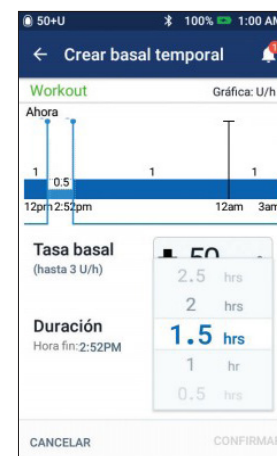 50+U 100% 1:00 AM
Crear basal temporal
Workout Gráfica: U/h
Ahora
1 0.5 1 1
12pm 2:52pm 12am 3am
Tasa basal
(hasta 3 U/h)
2.5 hrs
2 hrs
Duración
1.5 hrs
Hora fin:2:52PM
1 hr
0.5 hrs
CANCELAR CONFIRMAR